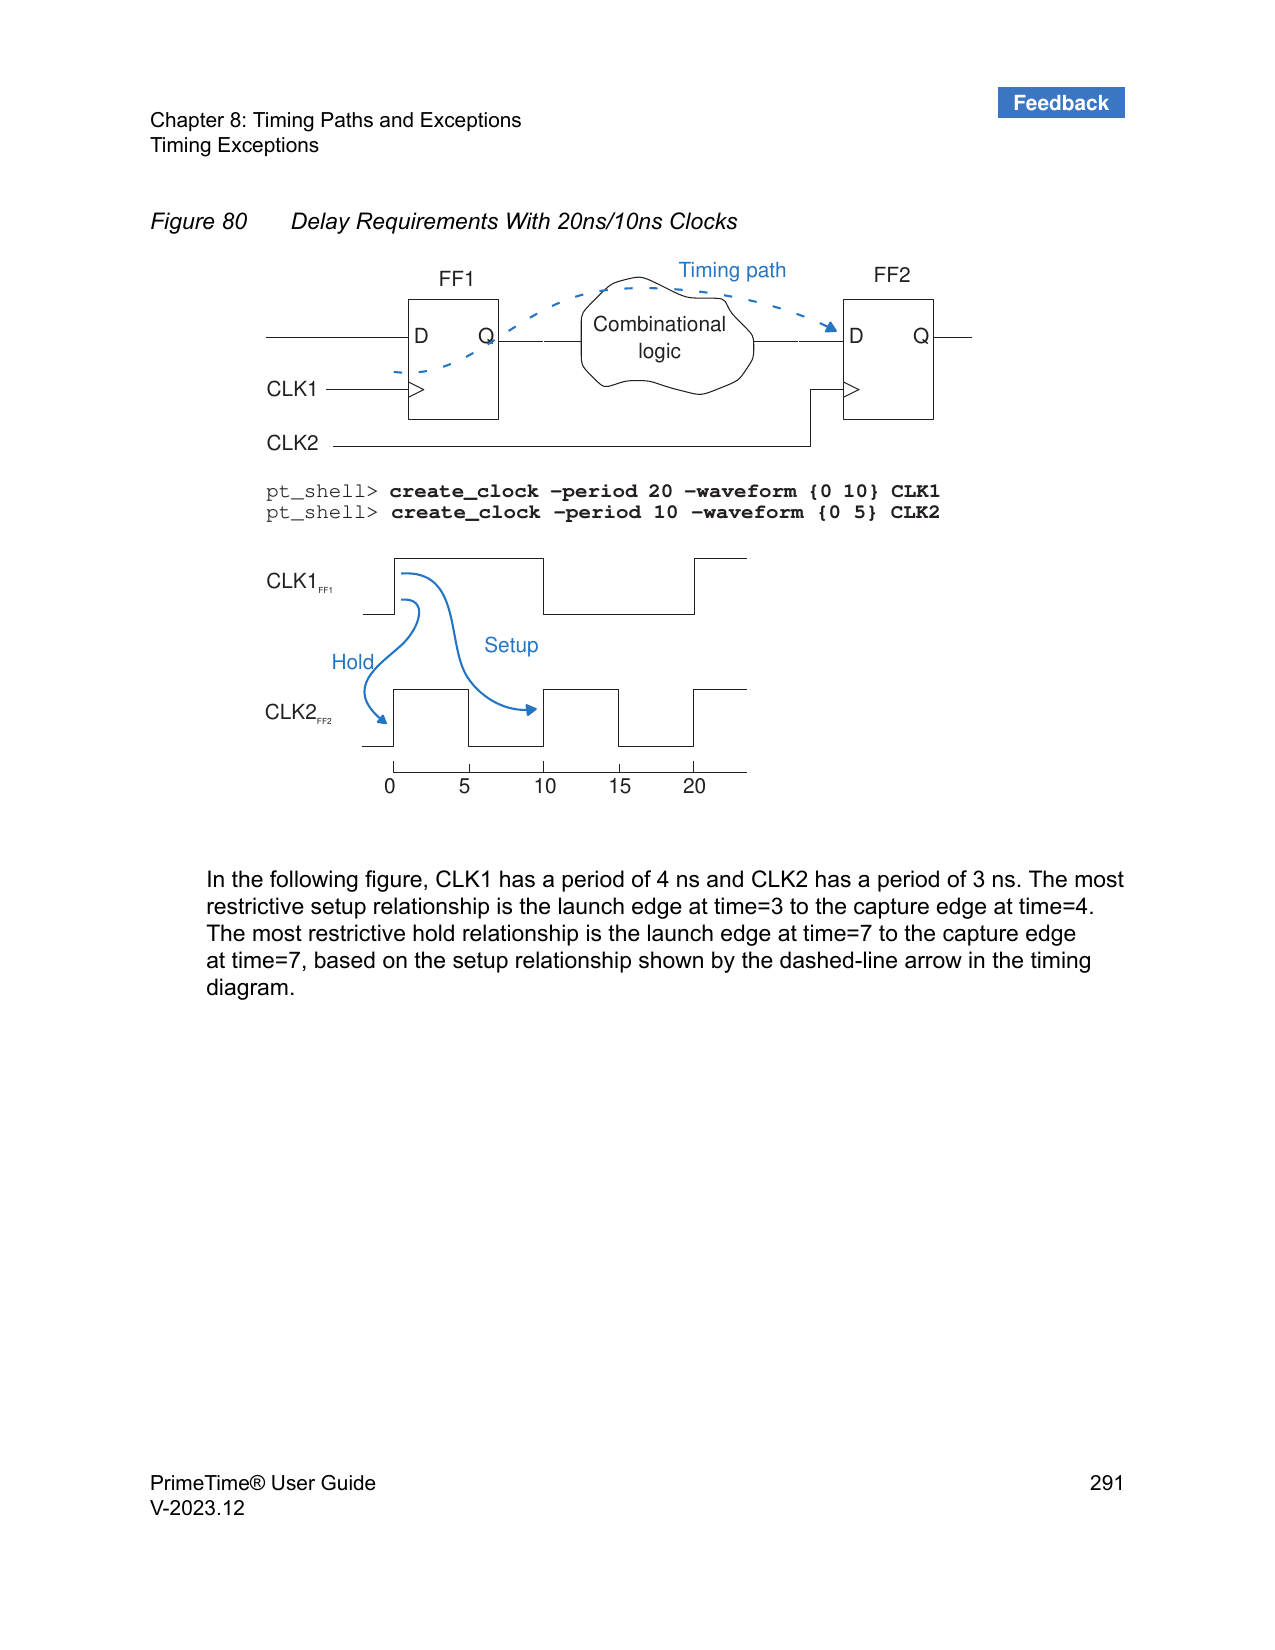 Feedback
Chapter 8: Timing Paths and Exceptions
Timing Exceptions
Figure 80 Delay Requirements With 20ns/10ns Clocks
Timing path
FF1 FF2
Combinational
logic
D Q D Q
CLK1
CLK2
pt_shell> create_clock -period 20 -waveform {0 10} CLK1
pt_shell> create_clock -period 10 -waveform {0 5} CLK2
CLK1FF1
Setup
Hold
CLK2FF2
0 5 10 15 20
In the following figure, CLK1 has a period of 4 ns and CLK2 has a period of 3 ns. The most
restrictive setup relationship is the launch edge at time=3 to the capture edge at time=4.
The most restrictive hold relationship is the launch edge at time=7 to the capture edge
at time=7, based on the setup relationship shown by the dashed-line arrow in the timing
diagram.
PrimeTime® User Guide 291
V-2023.12